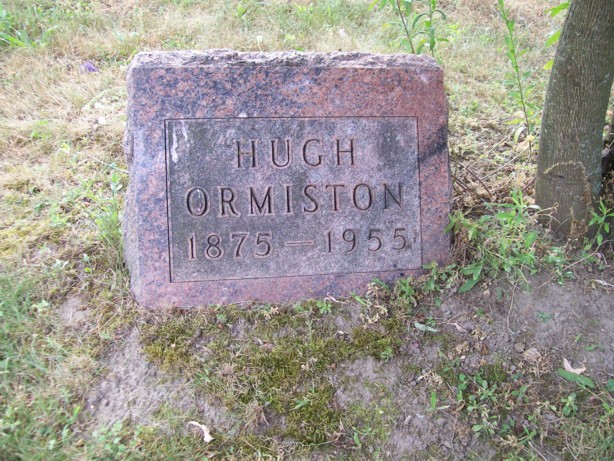 HUGH
ORMISTON
1875 — 1955